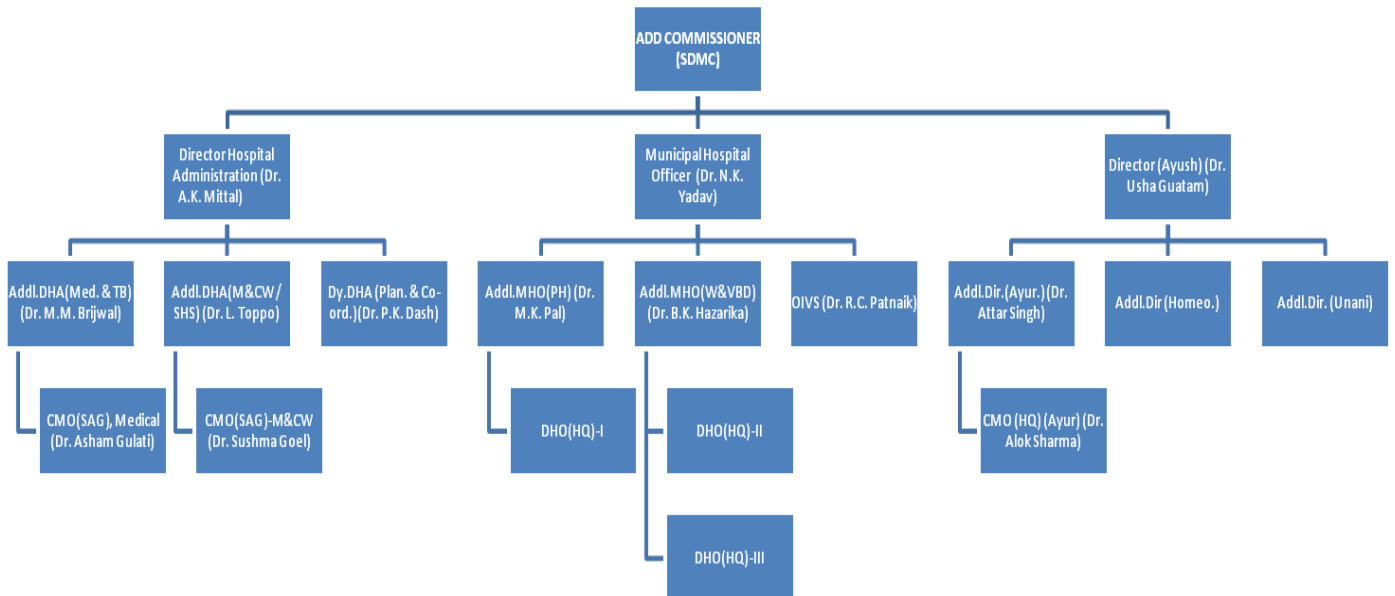 ADD COMMISSIONER
(SDMC)
Director Hospital
Administration (Dr.
A.K. Mittal)
Municipal Hospital
Officer (Dr. N.K.
Yadav)
Director (Ayush) (Dr.
Usha Guatam)
Addl.DHA(Med. & TB)
(Dr. M.M. Brijwal)
Addl.DHA(M&CW /
SHS) (Dr. L. Toppo)
Dy.DHA (Plan. & Co-
ord.)(Dr. P.K. Dash)
Addl.MHO(PH) (Dr.
M.K. Pal)
Addl.MHO(W&VBD)
(Dr. B.K. Hazarika)
OIVS (Dr. R.C. Patnaik)
Addl.Dir.(Ayur.) (Dr.
Attar Singh)
Addl.Dir (Homeo.)
Addl.Dir. (Unani)
CMO(SAG), Medical
(Dr. Asham Gulati)
CMO(SAG)-M&CW
(Dr. Sushma Goel)
DHO(HQ)-I
DHO(HQ)-II
CMO (HQ) (Ayur) (Dr.
Alok Sharma)
DHO(HQ)-III